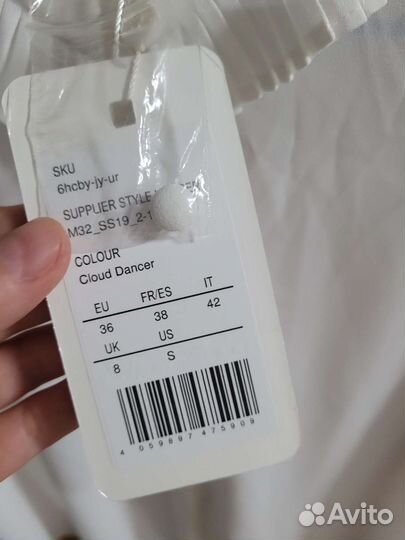 SKU
6hcby-jy-ur
SUPPLIER STYLE
M32_SS19_2-1
COLOUR
Cloud Dancer
EU FR/ES IT
36 38 42
UK US
8 S
4 059897 475909
Avito